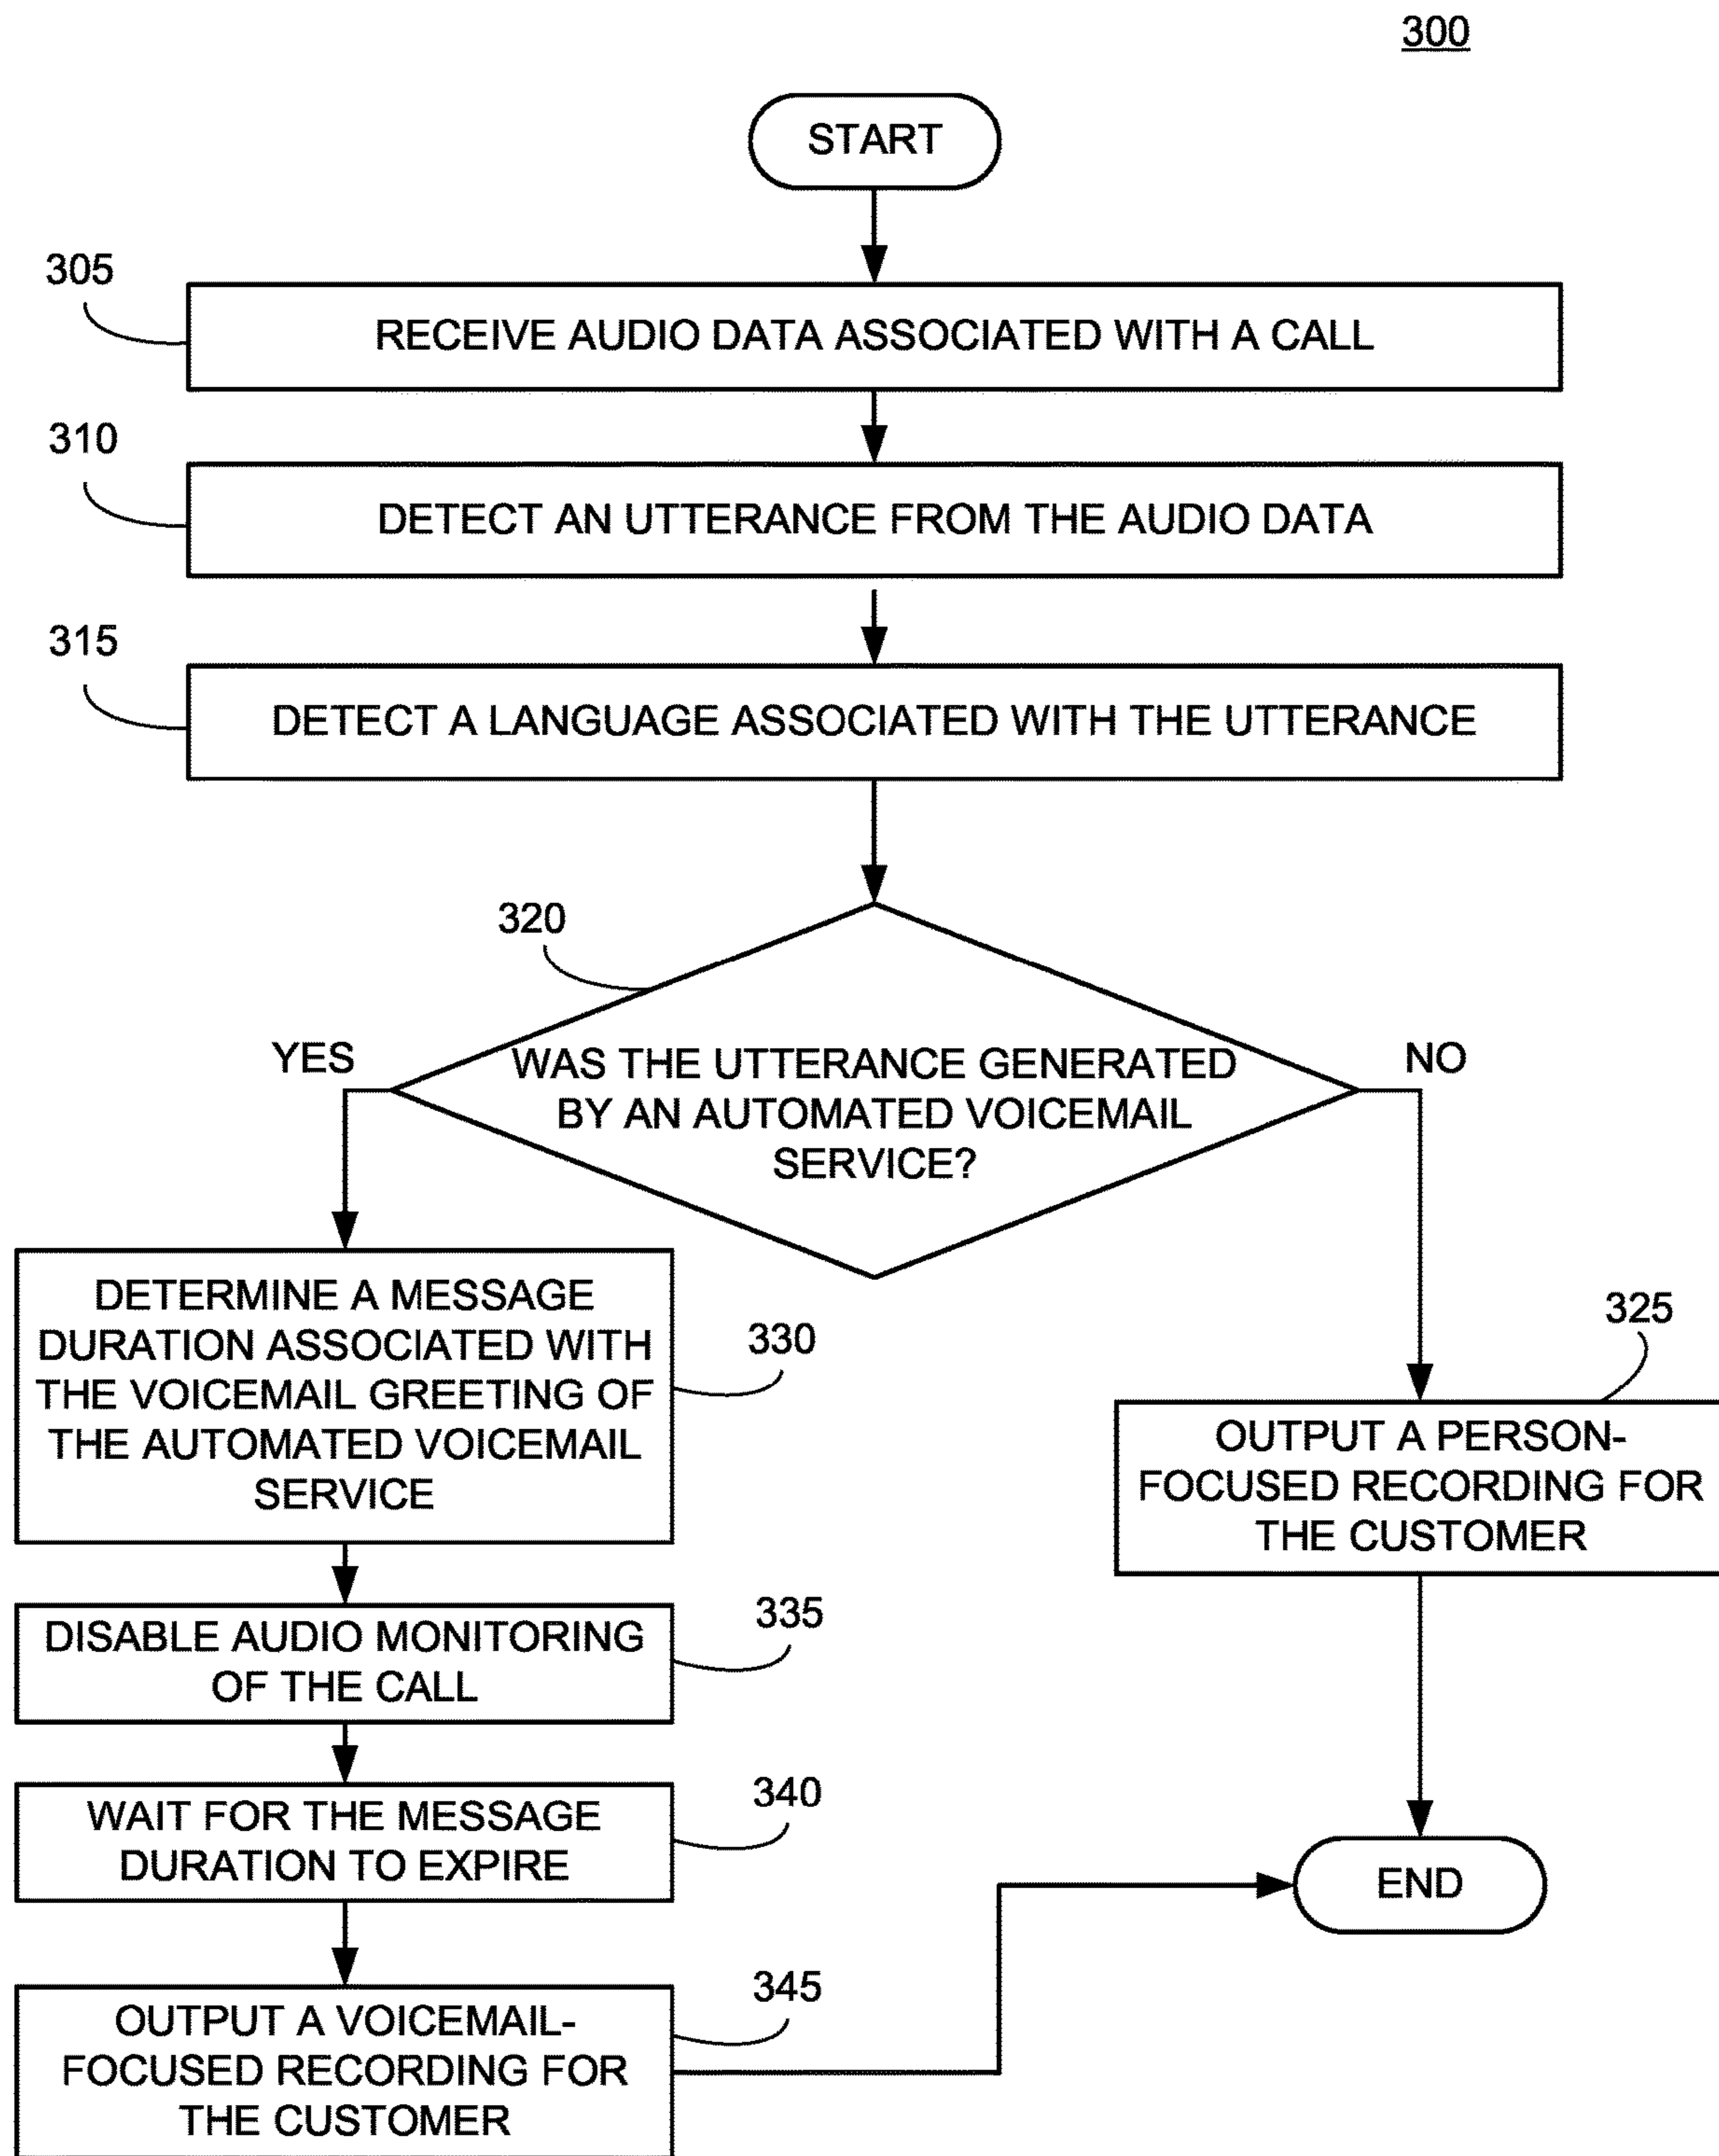 300
START
305
RECEIVE AUDIO DATA ASSOCIATED WITH A CALL
310
DETECT AN UTTERANCE FROM THE AUDIO DATA
315
DETECT A LANGUAGE ASSOCIATED WITH THE UTTERANCE
320
WAS THE UTTERANCE GENERATED
BY AN AUTOMATED VOICEMAIL
SERVICE?
YES
NO
DETERMINE A MESSAGE
DURATION ASSOCIATED WITH
THE VOICEMAIL GREETING OF
THE AUTOMATED VOICEMAIL
SERVICE
330
325
OUTPUT A PERSON-
FOCUSED RECORDING FOR
THE CUSTOMER
DISABLE AUDIO MONITORING
OF THE CALL
335
WAIT FOR THE MESSAGE
DURATION TO EXPIRE
340
END
OUTPUT A VOICEMAIL-
FOCUSED RECORDING FOR
THE CUSTOMER
345